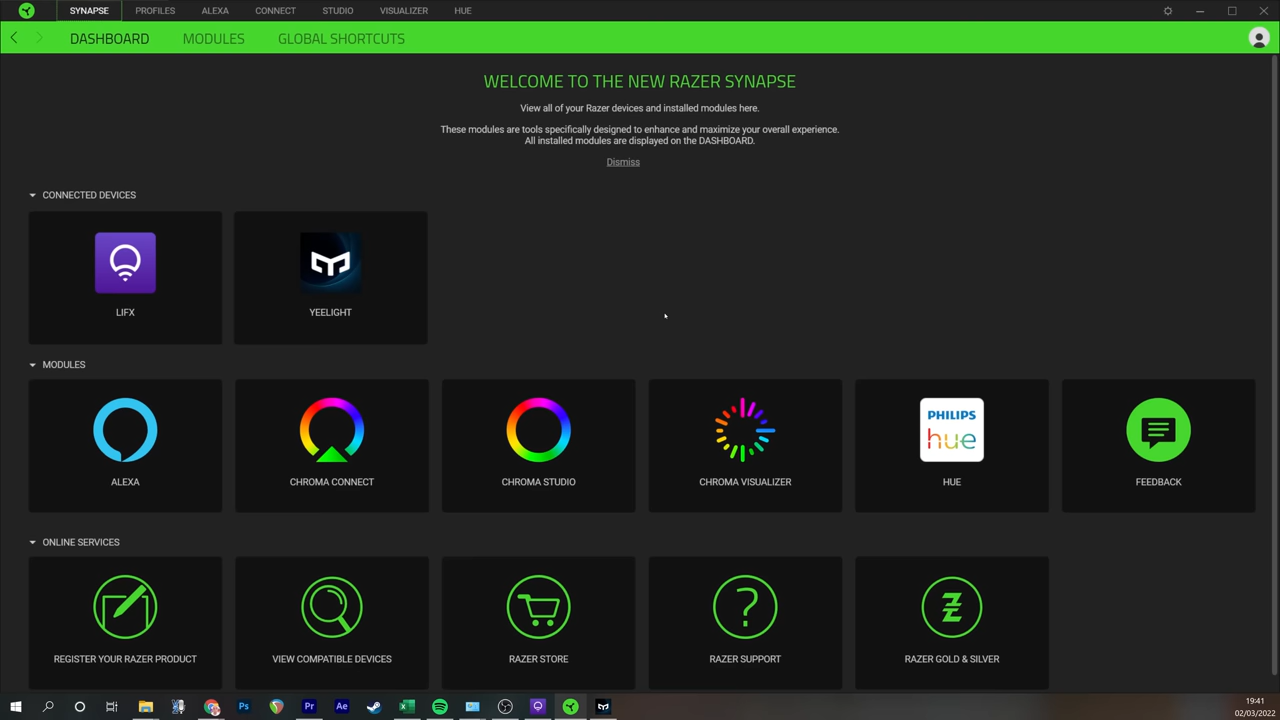 SYNAPSE PROFILES ALEXA CONNECT STUDIO VISUALIZER HUE
DASHBOARD MODULES GLOBAL SHORTCUTS
WELCOME TO THE NEW RAZER SYNAPSE
View all of your Razer devices and installed modules here.
These modules are tools specifically designed to enhance and maximize your overall experience.
All installed modules are displayed on the DASHBOARD.
Dismiss
CONNECTED DEVICES
LIFX YEELIGHT
MODULES
PHILIPS
hue
ALEXA CHROMA CONNECT CHROMA STUDIO CHROMA VISUALIZER HUE FEEDBACK
ONLINE SERVICES
REGISTER YOUR RAZER PRODUCT VIEW COMPATIBLE DEVICES RAZER STORE RAZER SUPPORT RAZER GOLD & SILVER
Ps Pr Ae
19:41
02/03/2022